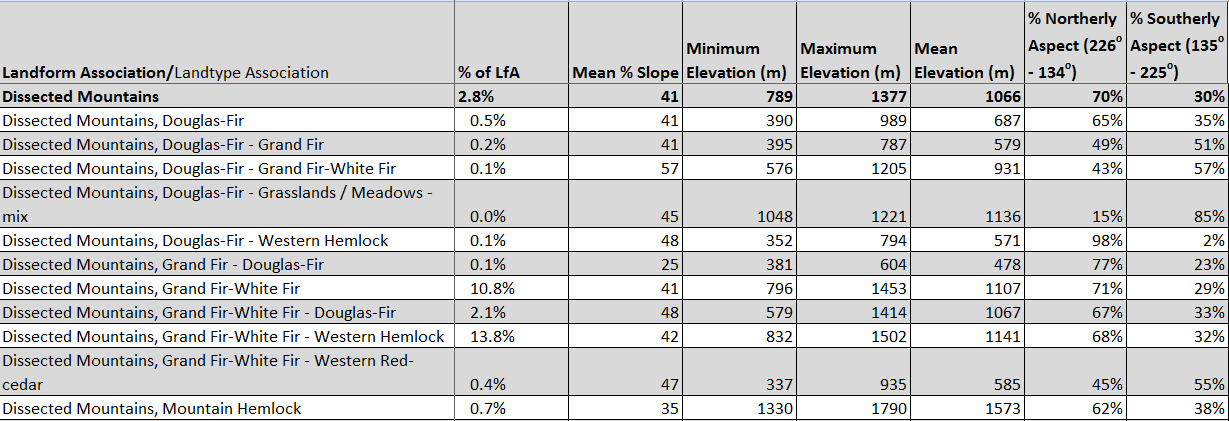 Landform Association/Landtype Association % of LfA Mean % Slope Minimum Elevation (m) Maximum Elevation (m) Mean Elevation (m) % Northerly Aspect (226° - 134°) % Southerly Aspect (135° - 225°)
Dissected Mountains 2.8% 41 789 1377 1066 70% 30%
Dissected Mountains, Douglas-Fir 0.5% 41 390 989 687 65% 35%
Dissected Mountains, Douglas-Fir - Grand Fir 0.2% 41 395 787 579 49% 51%
Dissected Mountains, Douglas-Fir - Grand Fir-White Fir 0.1% 57 576 1205 931 43% 57%
Dissected Mountains, Douglas-Fir - Grasslands / Meadows -
mix 0.0% 45 1048 1221 1136 15% 85%
Dissected Mountains, Douglas-Fir - Western Hemlock 0.1% 48 352 794 571 98% 2%
Dissected Mountains, Grand Fir - Douglas-Fir 0.1% 25 381 604 478 77% 23%
Dissected Mountains, Grand Fir-White Fir 10.8% 41 796 1453 1107 71% 29%
Dissected Mountains, Grand Fir-White Fir - Douglas-Fir 2.1% 48 579 1414 1067 67% 33%
Dissected Mountains, Grand Fir-White Fir - Western Hemlock 13.8% 42 832 1502 1141 68% 32%
Dissected Mountains, Grand Fir-White Fir - Western Red-
cedar 0.4% 47 337 935 585 45% 55%
Dissected Mountains, Mountain Hemlock 0.7% 35 1330 1790 1573 62% 38%